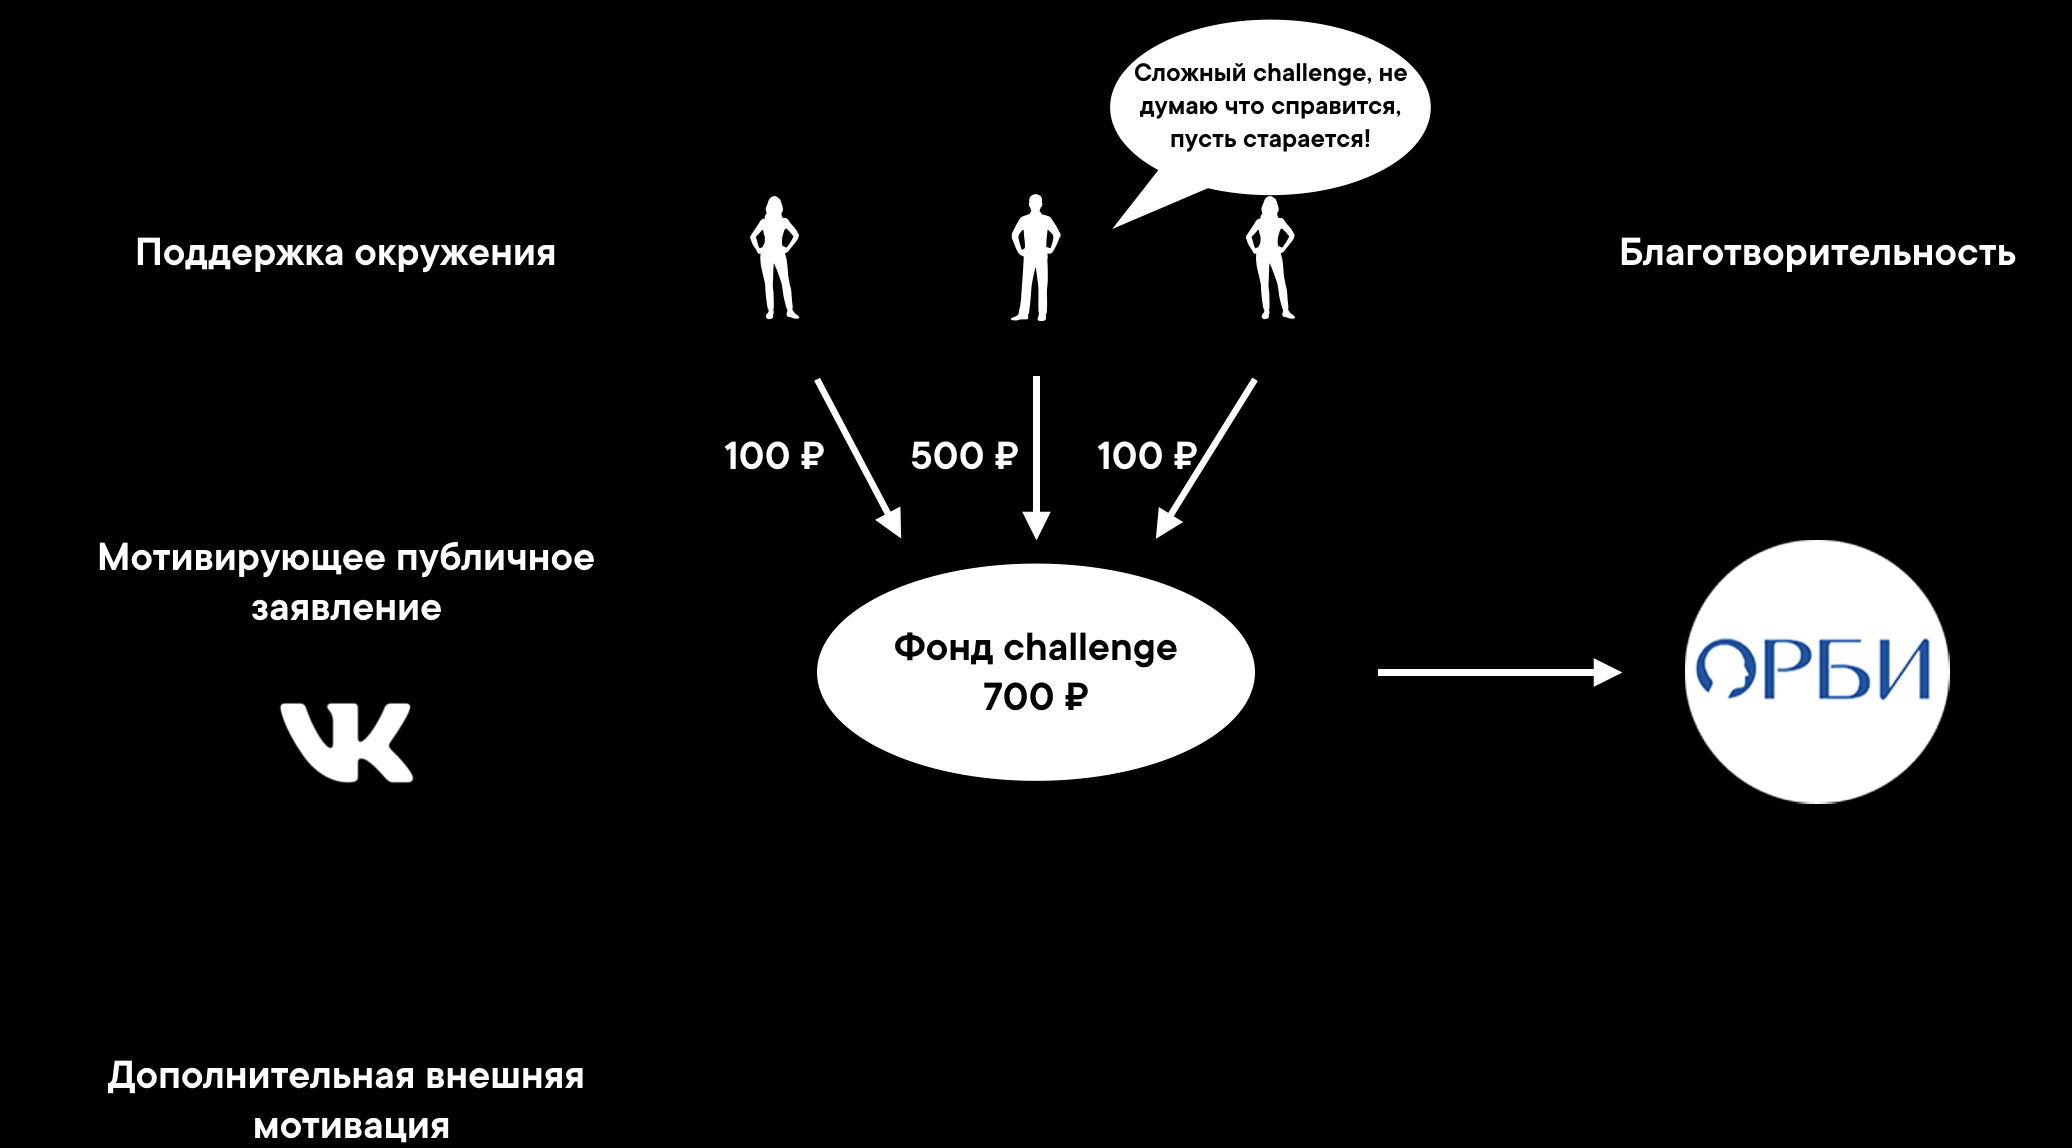 Сложный challenge, не
думаю что справится,
пусть старается!
Поддержка окружения
Благотворительность
100 ₽
500 ₽
100 ₽
Мотивирующее публичное
заявление
Фонд challenge
700 ₽
ОРБИ
VK
Дополнительная внешняя
мотивация